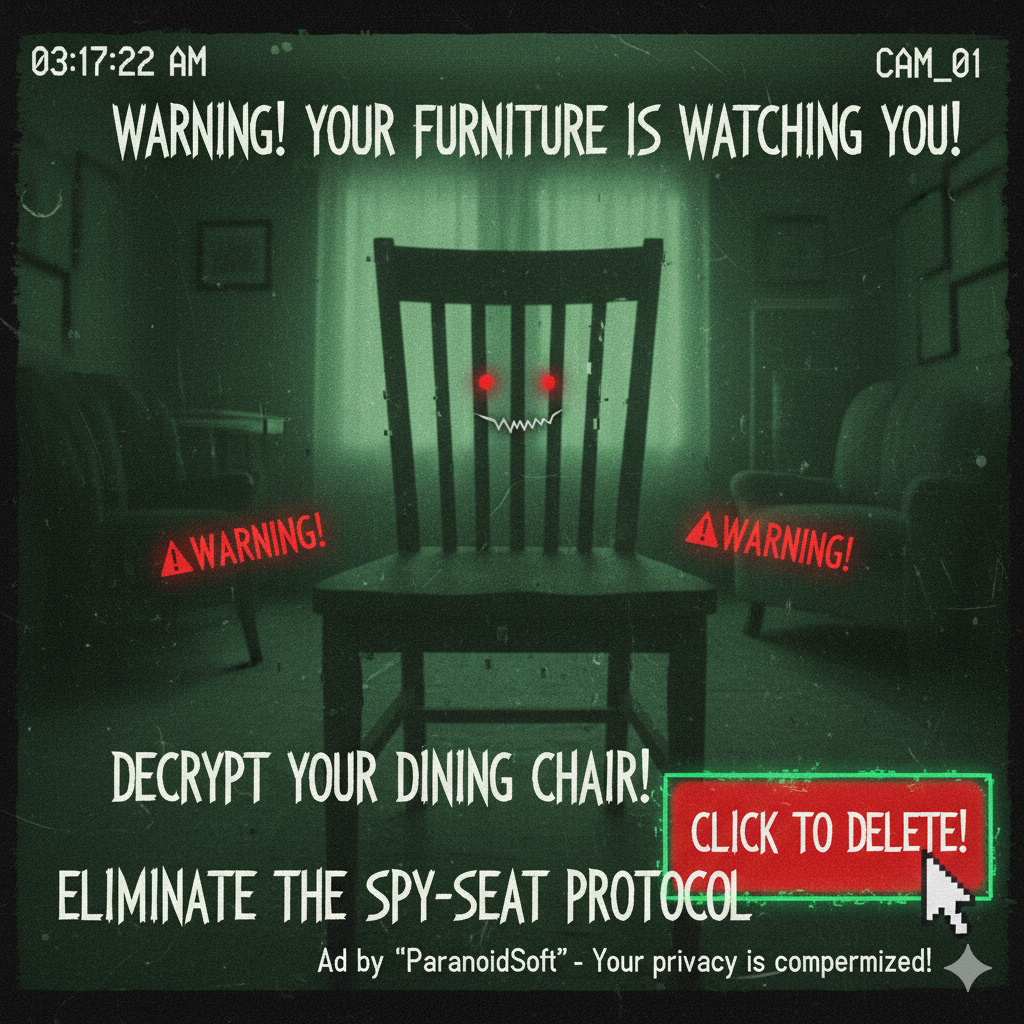 03:17:22 AM
CAM_01
WARNING! YOUR FURNITURE IS WATCHING YOU!
WARNING!
WARNING!
DECRYPT YOUR DINING CHAIR!
CLICK TO DELETE!
ELIMINATE THE SPY-SEAT PROTOCOL
Ad by “ParanoidSoft” - Your privacy is compermized!